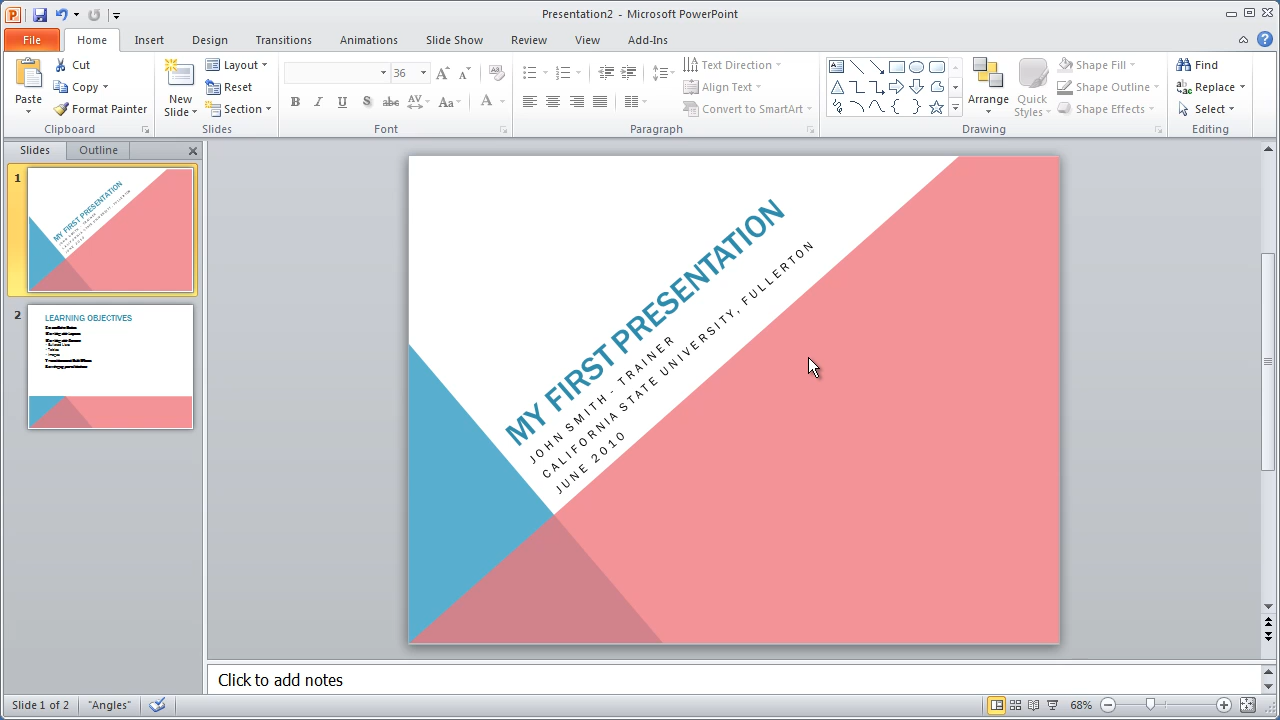 Presentation2 - Microsoft PowerPoint
File Home Insert Design Transitions Animations Slide Show Review View Add-Ins
Paste
Cut
Copy
Format Painter
Clipboard
New Slide
Layout
Reset
Section
Slides
36
Font
Text Direction
Align Text
Convert to SmartArt
Paragraph
Arrange
Quick Styles
Shape Fill
Shape Outline
Shape Effects
Drawing
Find
Replace
Select
Editing
Slides Outline
1
MY FIRST PRESENTATION
2
LEARNING OBJECTIVES
MY FIRST PRESENTATION
JOHN SMITH - TRAINER
CALIFORNIA STATE UNIVERSITY, FULLERTON
JUNE 2010
Click to add notes
Slide 1 of 2 "Angles" 68%